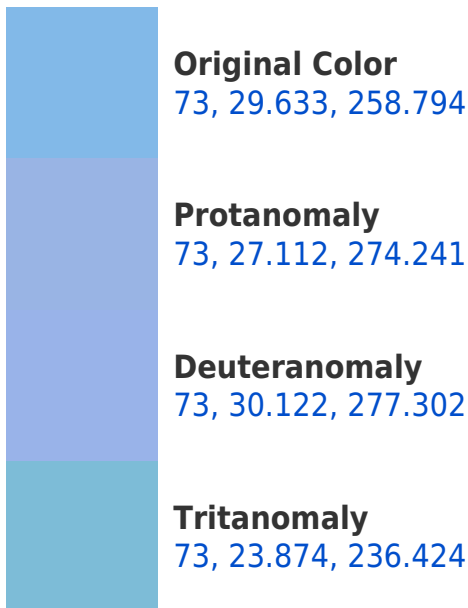 Original Color
73, 29.633, 258.794
Protanomaly
73, 27.112, 274.241
Deuteranomaly
73, 30.122, 277.302
Tritanomaly
73, 23.874, 236.424